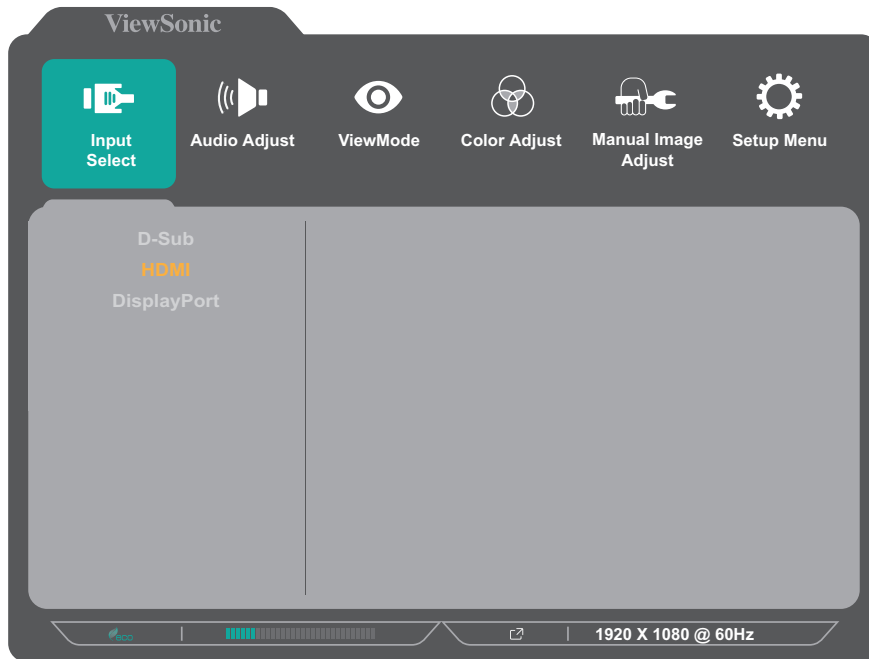 ViewSonic
Input
Select
Audio Adjust
ViewMode
Color Adjust
Manual Image
Adjust
Setup Menu
D-Sub
HDMI
DisplayPort
eco
1920 X 1080 @ 60Hz